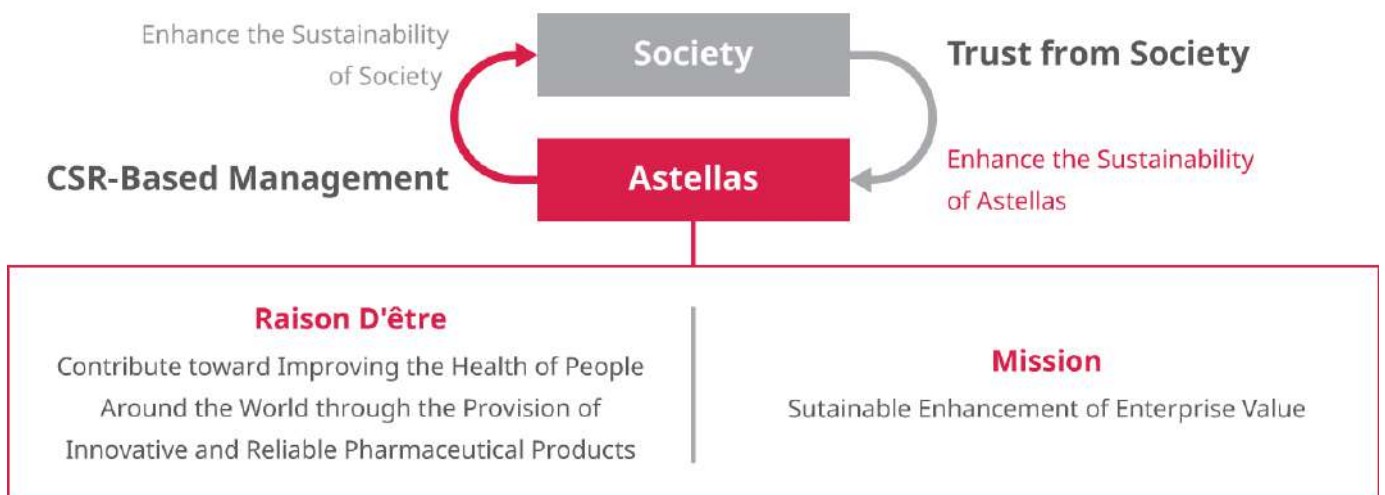 Enhance the Sustainability
of Society
Society
Trust from Society
CSR-Based Management
Astellas
Enhance the Sustainability
of Astellas
Raison D'être
Contribute toward Improving the Health of People
Around the World through the Provision of
Innovative and Reliable Pharmaceutical Products
Mission
Sutainable Enhancement of Enterprise Value